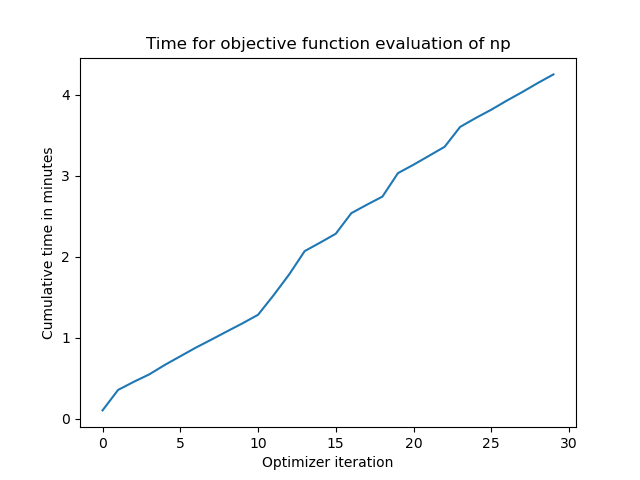 Time for objective function evaluation of np
Cumulative time in minutes
4
3
2
1
0
0 5 10 15 20 25 30
Optimizer iteration